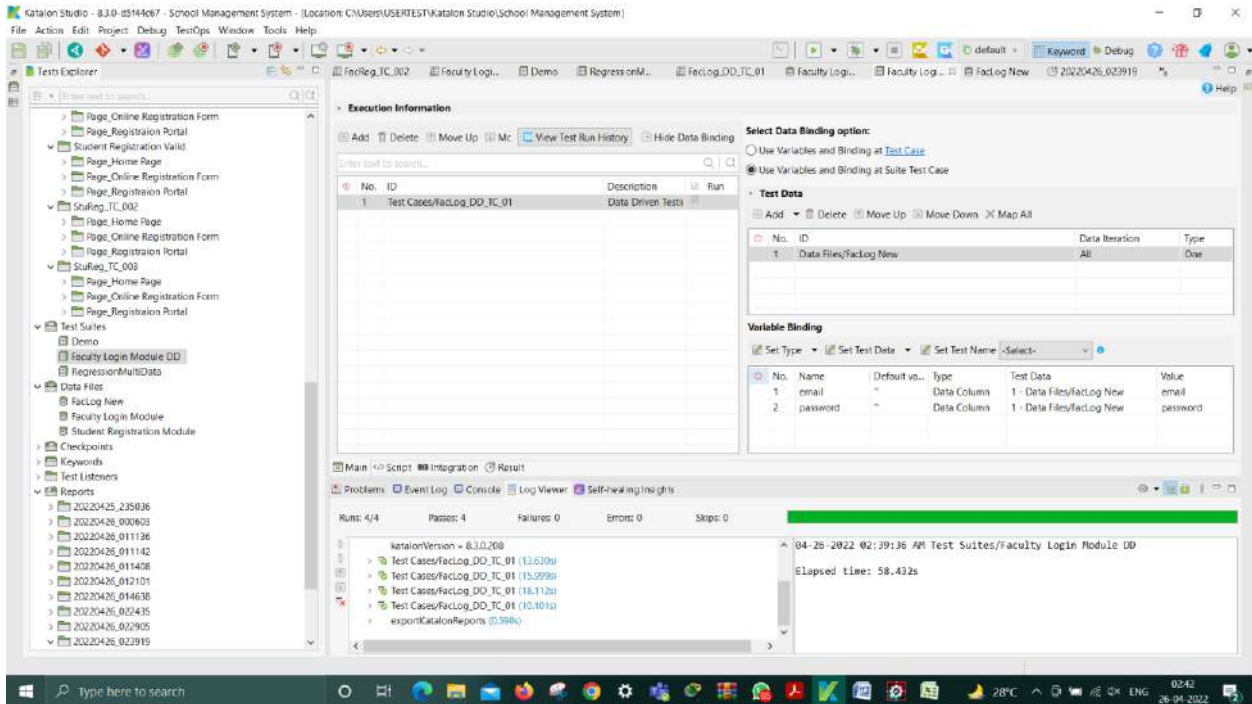 Katalon Studio - 8.3.0 - d5f44c67 - School Management System - [Location: C:\Users\USERTEST\Katalon Studio\School Management System]
File Action Edit Project Debug TestOps Window Tools Help
default Keyword Debug
Tests Explorer
Enter text to search...
Page_Online Registration Form
Page_Registraion Portal
Student Registration Valid
Page_Home Page
Page_Online Registration Form
Page_Registraion Portal
StuReg_TC_002
Page_Home Page
Page_Online Registration Form
Page_Registraion Portal
StuReg_TC_003
Page_Home Page
Page_Online Registration Form
Page_Registraion Portal
Test Suites
Demo
Faculty Login Module DD
RegressionMultiData
Data Files
FacLog New
Faculty Login Module
Student Registration Module
Checkpoints
Keywords
Test Listeners
Reports
20220425_235036
20220426_000603
20220426_011136
20220426_011142
20220426_011408
20220426_012101
20220426_014638
20220426_022435
20220426_022905
20220426_023919
FacReg_TC_002 Faculty Logi... Demo RegressionM... FacLog_DD_TC_01 Faculty Logi... Faculty Log... FacLog New 20220426_023919
Help
Execution Information
Add Delete Move Up Mc View Test Run History Hide Data Binding
Enter text to search...
No. ID Description Run
1 Test Cases/FacLog_DD_TC_01 Data Driven Testi
Select Data Binding option:
Use Variables and Binding at Test Case
Use Variables and Binding at Suite Test Case
Test Data
Add Delete Move Up Move Down Map All
No. ID Data Iteration Type
1 Data Files/FacLog New All One
Variable Binding
Set Type Set Test Data Set Test Name -Select-
No. Name Default va... Type Test Data Value
1 email '' Data Column 1 - Data Files/FacLog New email
2 password '' Data Column 1 - Data Files/FacLog New password
Main Script Integration Result
Problems Event Log Console Log Viewer Self-healing Insights
Runs: 4/4 Passes: 4 Failures: 0 Errors: 0 Skips: 0
katalonVersion = 8.3.0.208
Test Cases/FacLog_DD_TC_01 (13.630s)
Test Cases/FacLog_DD_TC_01 (15.999s)
Test Cases/FacLog_DD_TC_01 (18.112s)
Test Cases/FacLog_DD_TC_01 (10.101s)
exportKatalonReports (0.590s)
04-26-2022 02:39:36 AM Test Suites/Faculty Login Module DD
Elapsed time: 58.432s
Type here to search
28°C ENG
02:42
26-04-2022